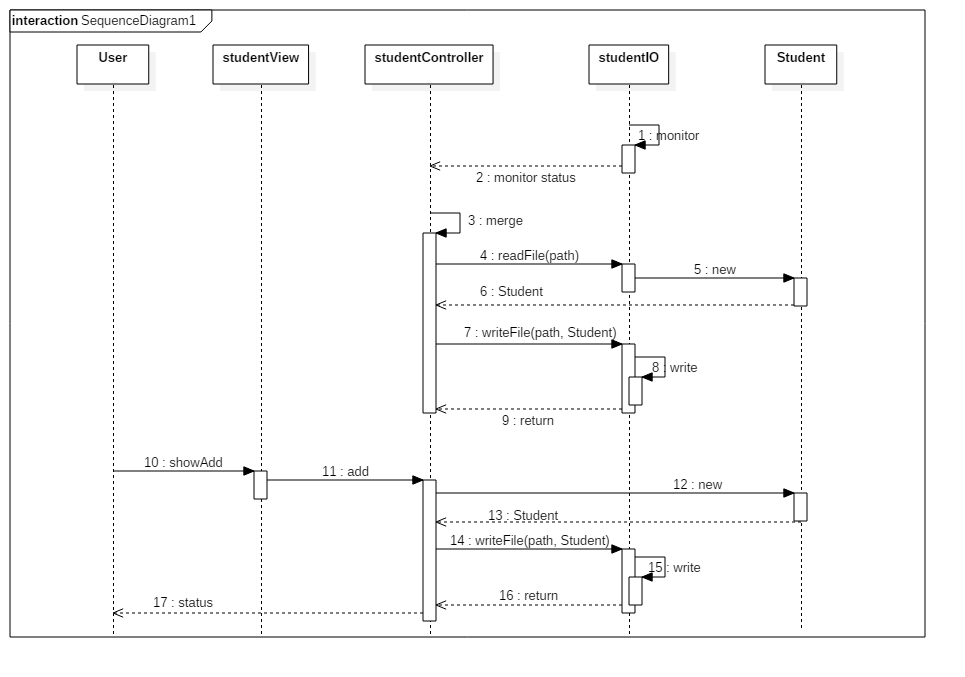 interaction SequenceDiagram1
User studentView studentController studentIO Student
1 : monitor
2 : monitor status
3 : merge
4 : readFile(path)
5 : new
6 : Student
7 : writeFile(path, Student)
8 : write
9 : return
10 : showAdd
11 : add
12 : new
13 : Student
14 : writeFile(path, Student)
15 : write
16 : return
17 : status